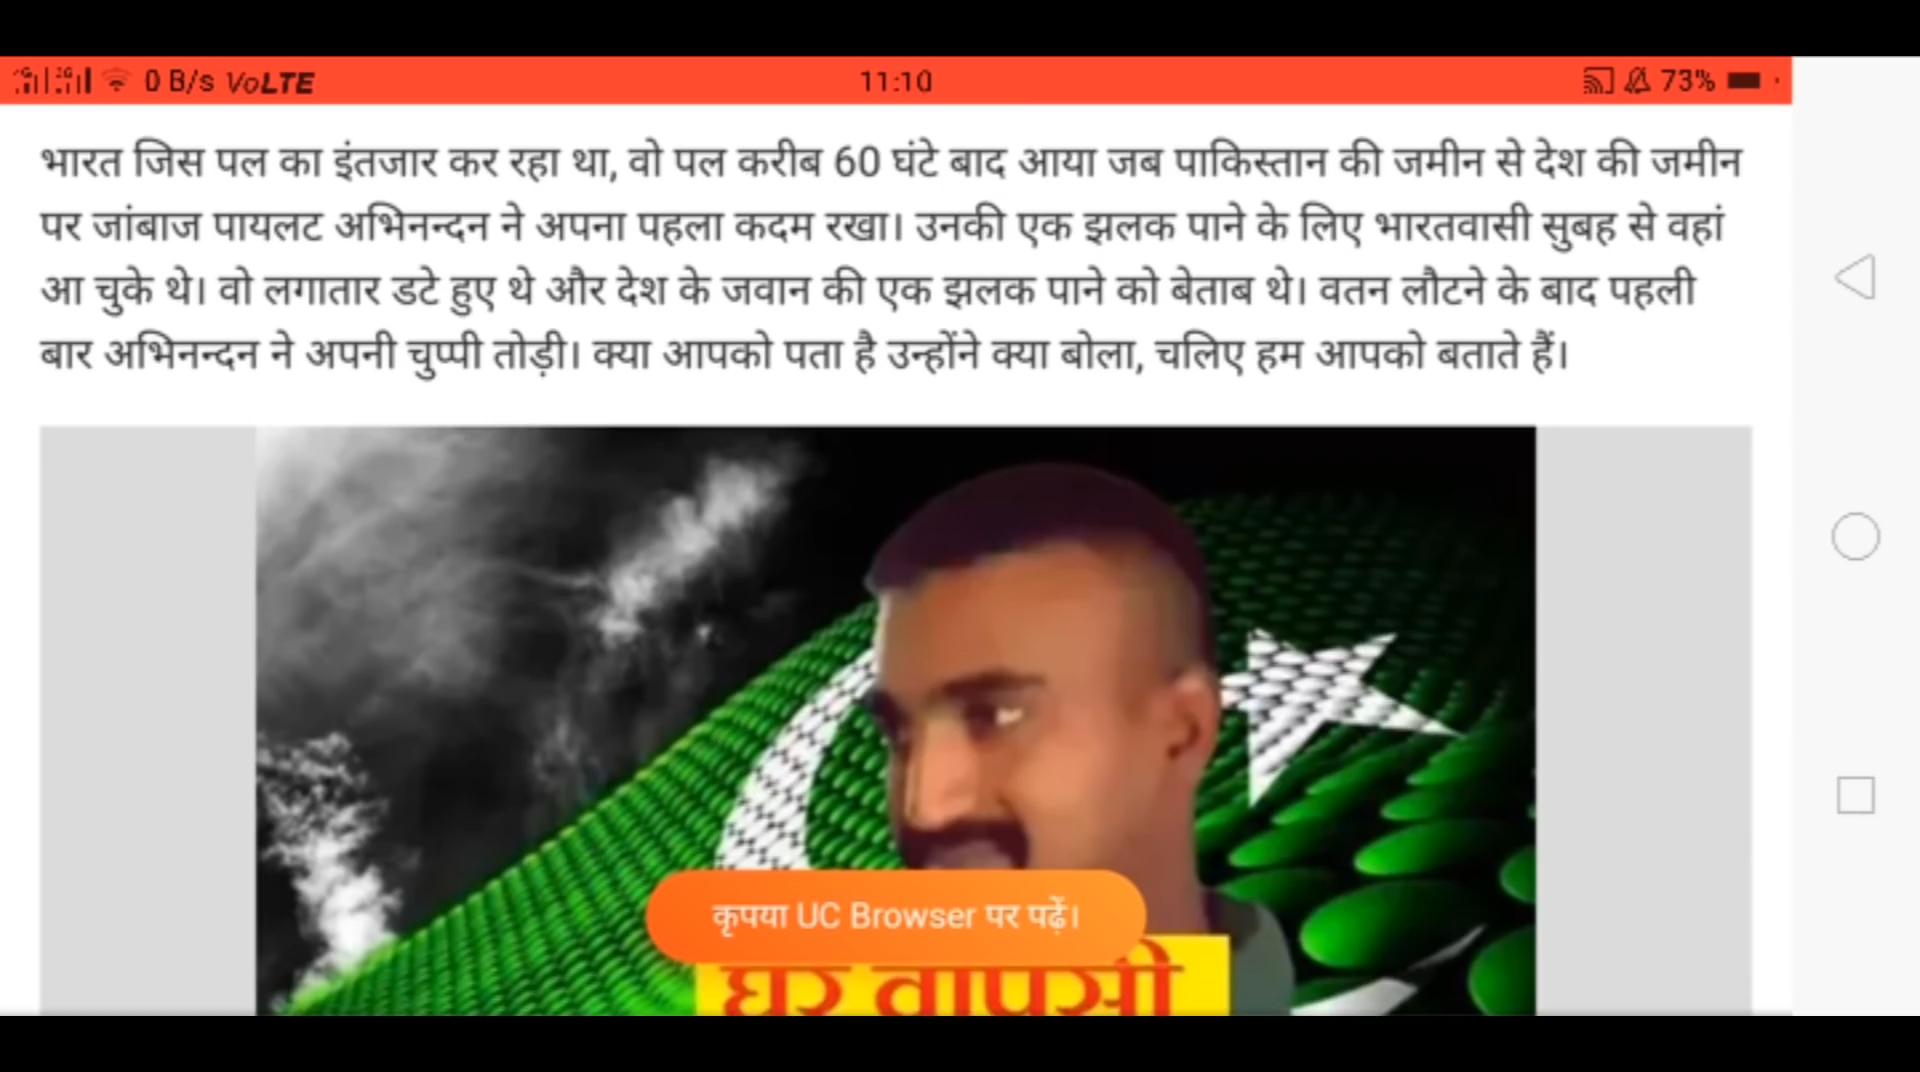 0 B/s VoLTE 11:10 73%
भारत जिस पल का इंतजार कर रहा था, वो पल करीब 60 घंटे बाद आया जब पाकिस्तान की जमीन से देश की जमीन
पर जांबाज पायलट अभिनन्दन ने अपना पहला कदम रखा। उनकी एक झलक पाने के लिए भारतवासी सुबह से वहां
आ चुके थे। वो लगातार डटे हुए थे और देश के जवान की एक झलक पाने को बेताब थे। वतन लौटने के बाद पहली
बार अभिनन्दन ने अपनी चुप्पी तोड़ी। क्या आपको पता है उन्होंने क्या बोला, चलिए हम आपको बताते हैं।
कृपया UC Browser पर पढ़ें।
घर वापसी